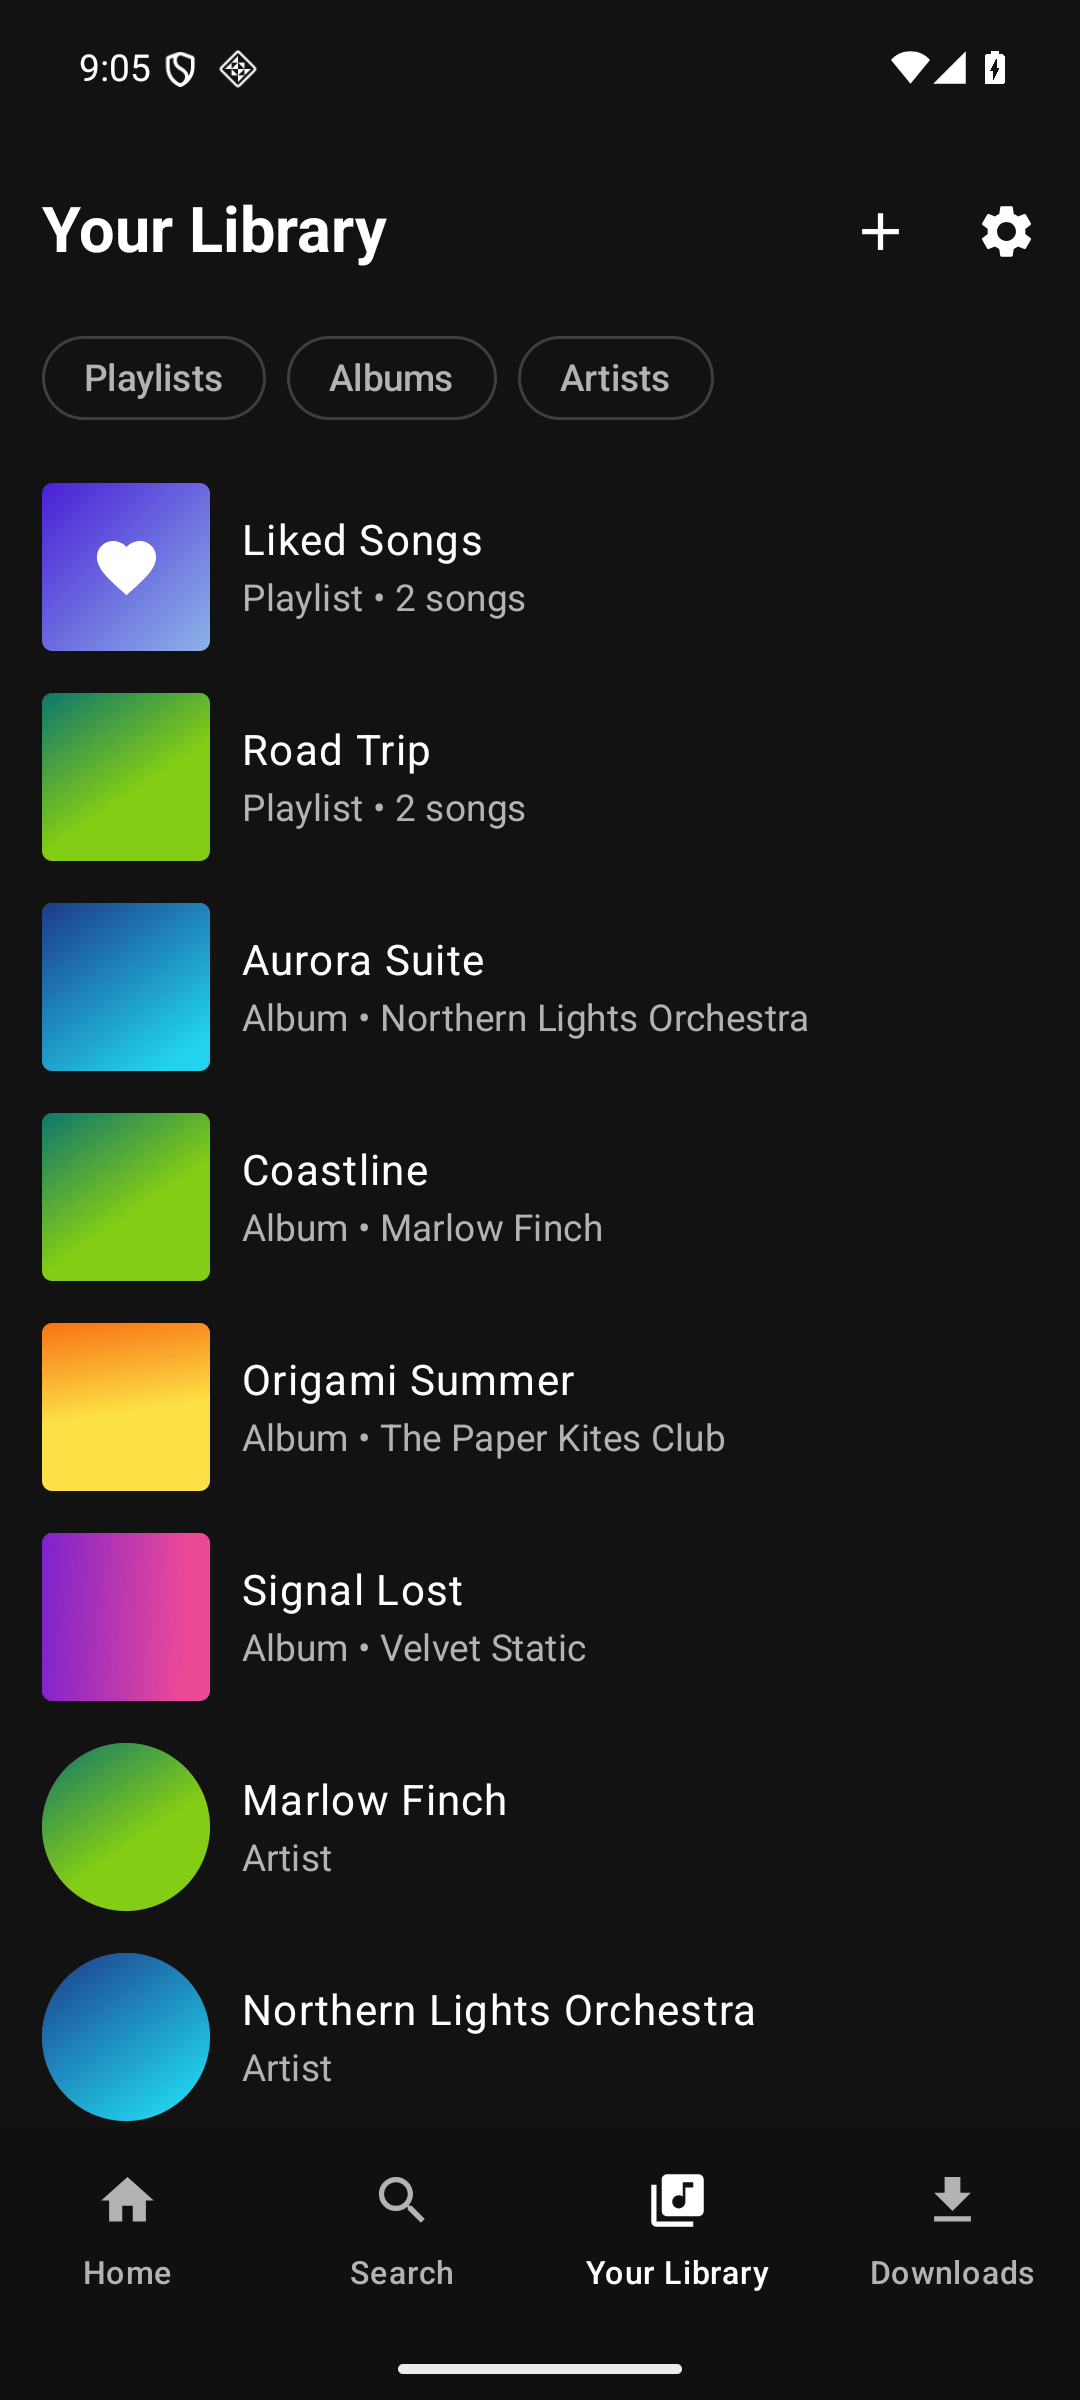 9:05
Your Library
Playlists Albums Artists
Liked Songs
Playlist • 2 songs
Road Trip
Playlist • 2 songs
Aurora Suite
Album • Northern Lights Orchestra
Coastline
Album • Marlow Finch
Origami Summer
Album • The Paper Kites Club
Signal Lost
Album • Velvet Static
Marlow Finch
Artist
Northern Lights Orchestra
Artist
Home Search Your Library Downloads